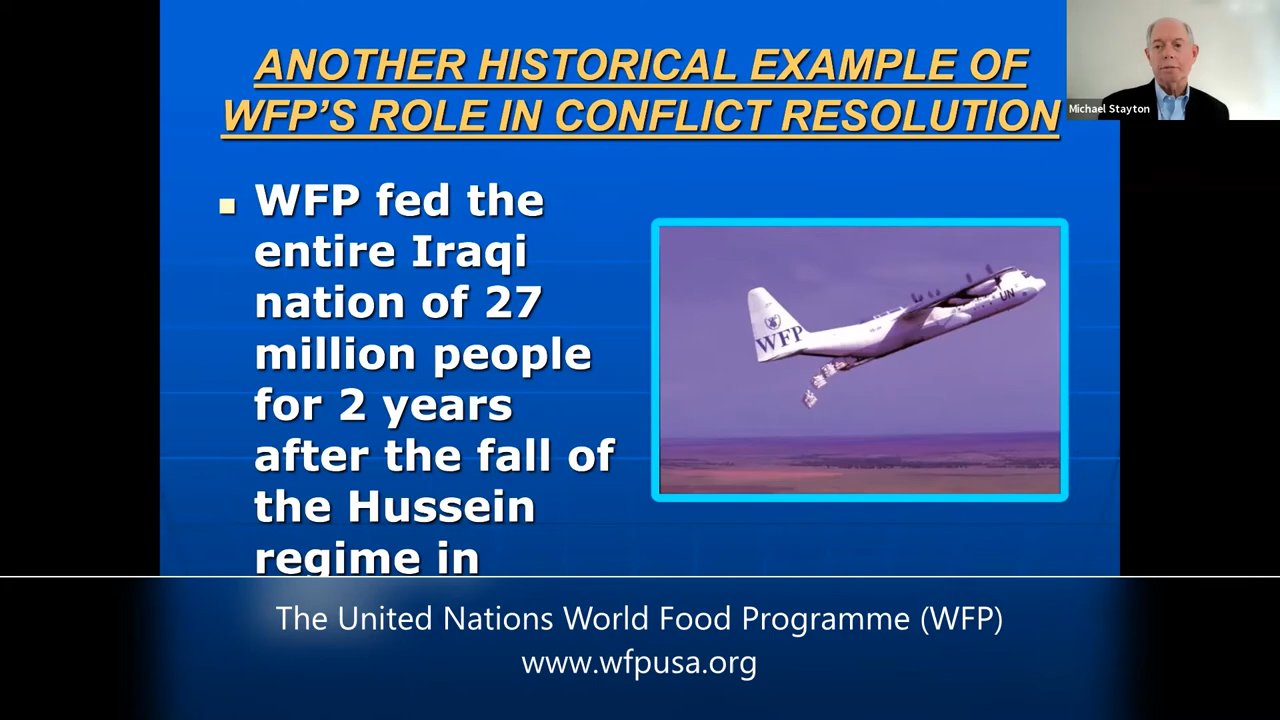 ANOTHER HISTORICAL EXAMPLE OF
WFP'S ROLE IN CONFLICT RESOLUTION
Michael Stayton
WFP fed the
entire Iraqi
nation of 27
million people
for 2 years
after the fall of
the Hussein
regime in
WFP
UN
The United Nations World Food Programme (WFP)
www.wfpusa.org